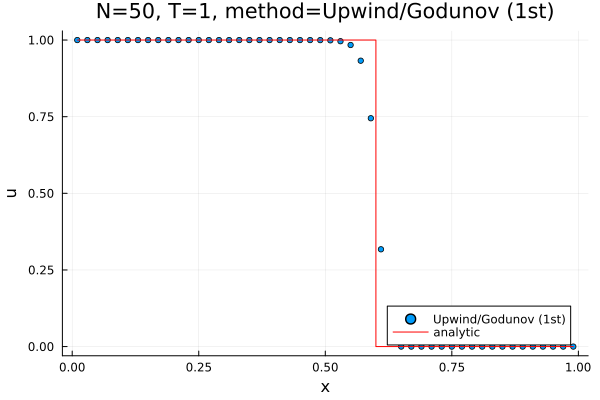 N=50, T=1, method=Upwind/Godunov (1st)
1.00
0.75
0.50
0.25
0.00
u
Upwind/Godunov (1st)
analytic
0.00 0.25 0.50 0.75 1.00
x